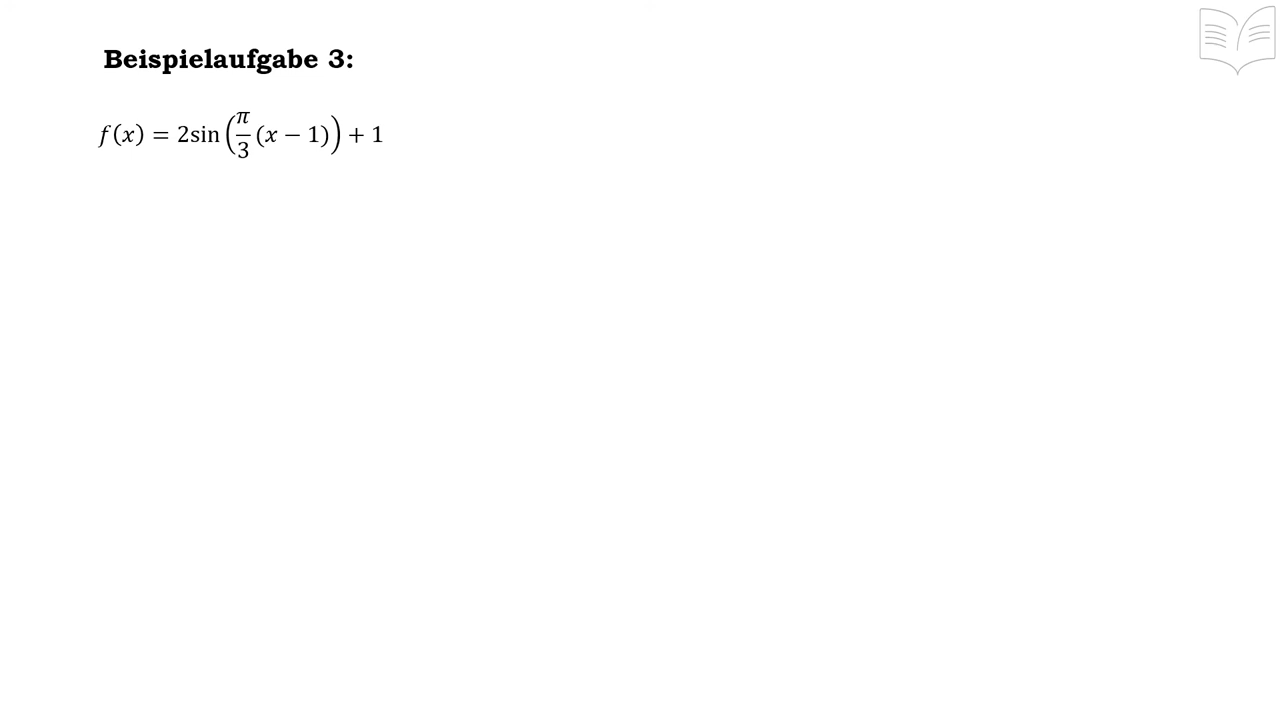 Beispielaufgabe 3:
f(x) = 2sin(π/3 (x − 1)) + 1